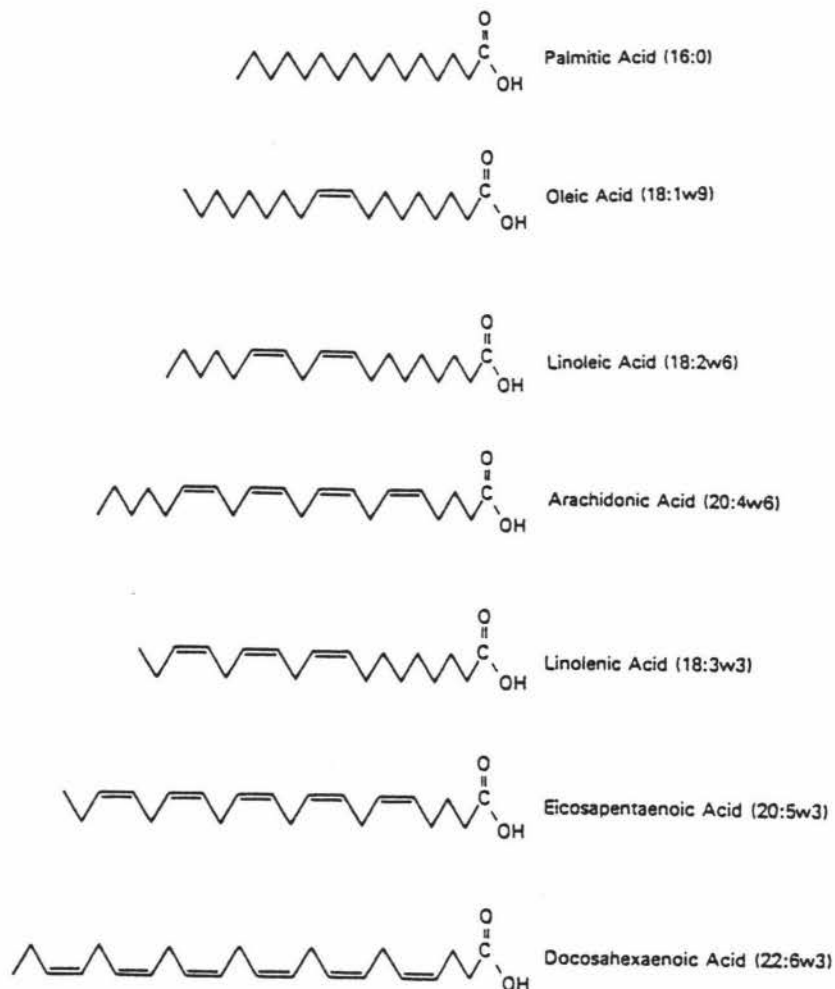 O
C
OH
Palmitic Acid (16:0)
O
C
OH
Oleic Acid (18:1w9)
O
C
OH
Linoleic Acid (18:2w6)
O
C
OH
Arachidonic Acid (20:4w6)
O
C
OH
Linolenic Acid (18:3w3)
O
C
OH
Eicosapentaenoic Acid (20:5w3)
O
C
OH
Docosahexaenoic Acid (22:6w3)